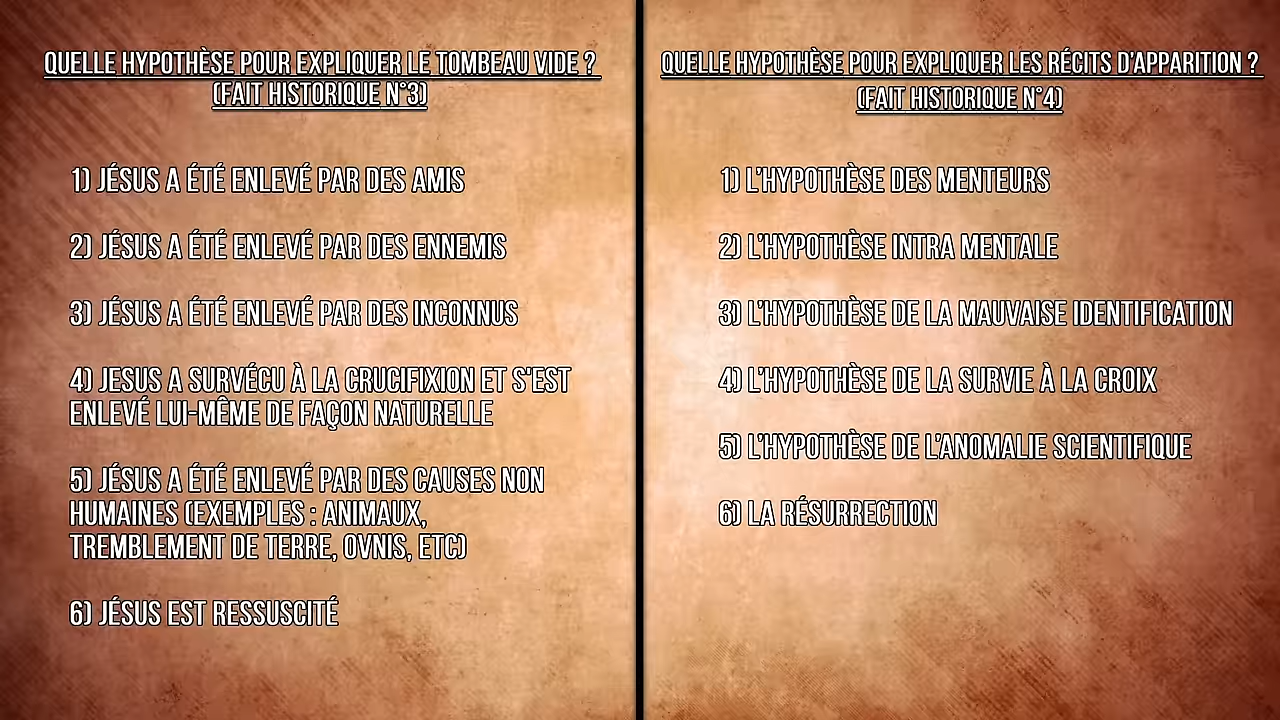 QUELLE HYPOTHÈSE POUR EXPLIQUER LE TOMBEAU VIDE ?
(FAIT HISTORIQUE N°3)
1) JÉSUS A ÉTÉ ENLEVÉ PAR DES AMIS
2) JÉSUS A ÉTÉ ENLEVÉ PAR DES ENNEMIS
3) JÉSUS A ÉTÉ ENLEVÉ PAR DES INCONNUS
4) JESUS A SURVÉCU À LA CRUCIFIXION ET S'EST
ENLEVÉ LUI-MÊME DE FAÇON NATURELLE
5) JÉSUS A ÉTÉ ENLEVÉ PAR DES CAUSES NON
HUMAINES (EXEMPLES : ANIMAUX,
TREMBLEMENT DE TERRE, OVNIS, ETC)
6) JÉSUS EST RESSUSCITÉ
QUELLE HYPOTHÈSE POUR EXPLIQUER LES RÉCITS D'APPARITION ?
(FAIT HISTORIQUE N°4)
1) L'HYPOTHÈSE DES MENTEURS
2) L'HYPOTHÈSE INTRA MENTALE
3) L'HYPOTHÈSE DE LA MAUVAISE IDENTIFICATION
4) L'HYPOTHÈSE DE LA SURVIE À LA CROIX
5) L'HYPOTHÈSE DE L'ANOMALIE SCIENTIFIQUE
6) LA RÉSURRECTION